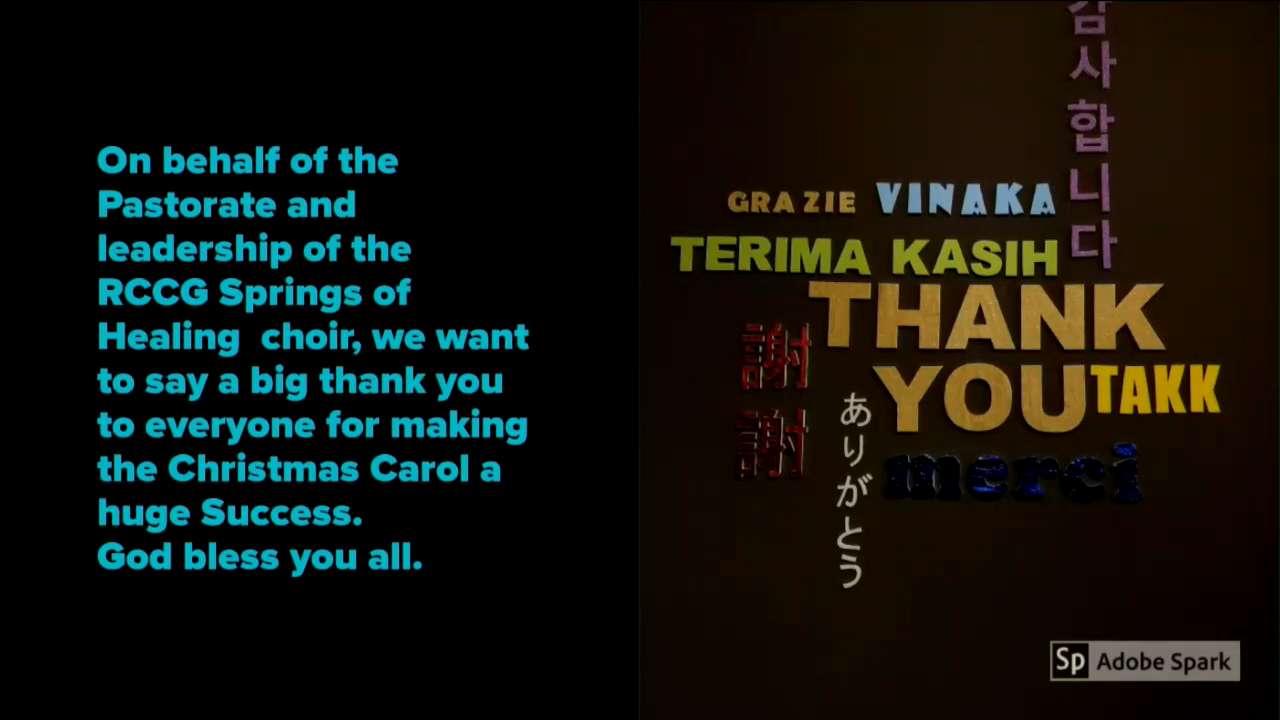 On behalf of the
Pastorate and
leadership of the
RCCG Springs of
Healing choir, we want
to say a big thank you
to everyone for making
the Christmas Carol a
huge Success.
God bless you all.
감사합니다
GRAZIE VINAKA
TERIMA KASIH
THANK
YOU TAKK
謝謝
ありがとう
merci
Sp Adobe Spark